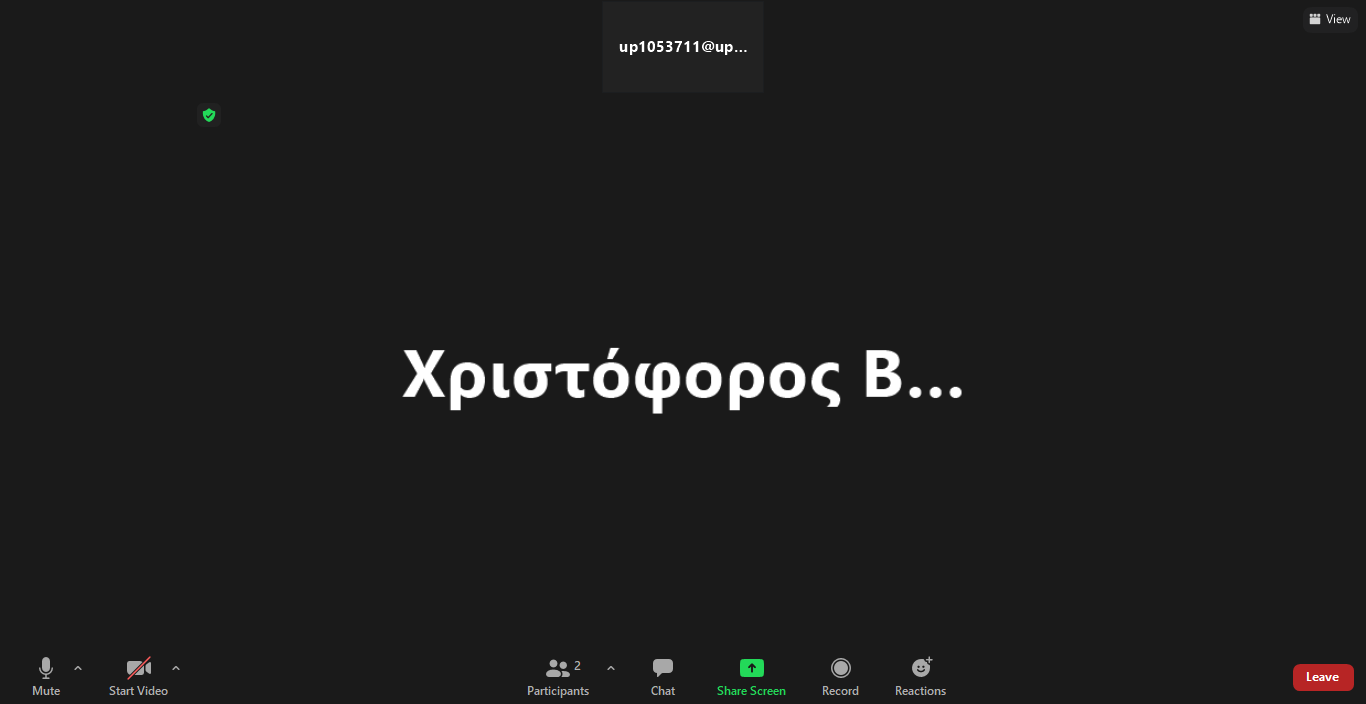 up1053711@up...
View
Χριστόφορος Β...
2
Mute
Start Video
Participants
Chat
Share Screen
Record
Reactions
Leave